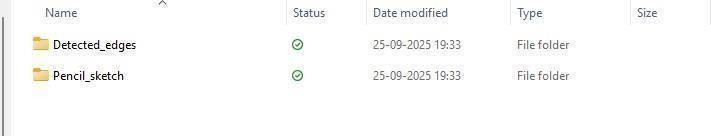 Name Status Date modified Type Size
Detected_edges 25-09-2025 19:33 File folder
Pencil_sketch 25-09-2025 19:33 File folder